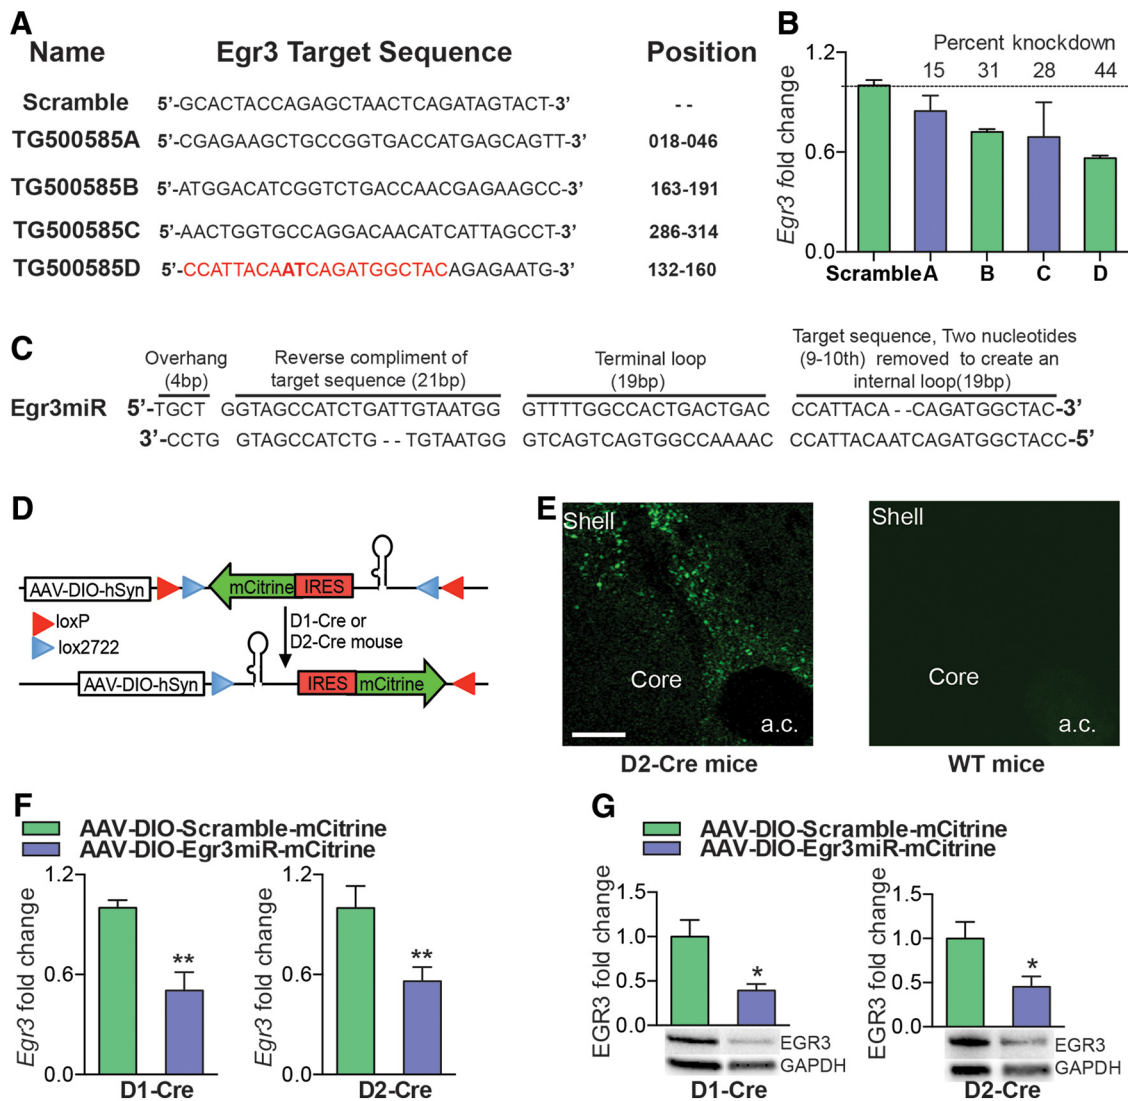 A
Name Egr3 Target Sequence Position
Scramble 5'-GCACTACCAGAGCTAACTCAGATAGTACT-3' - -
TG500585A 5'-CGAGAAGCTGCCGGTGACCATGAGCAGTT-3' 018-046
TG500585B 5'-ATGGACATCGGTCTGACCAACGAGAAGCC-3' 163-191
TG500585C 5'-AACTGGTGCCAGGACAACATCATTAGCCT-3' 286-314
TG500585D 5'-CCATTACAATCAGATGGCTACAGAGAATG-3' 132-160
B
Percent knockdown
15 31 28 44
Egr3 fold change
1.2
0.6
0.0
Scramble A B C D
C
Overhang
(4bp)
Reverse compliment of
target sequence (21bp)
Terminal loop
(19bp)
Target sequence, Two nucleotides
(9-10th) removed to create an
internal loop(19bp)
Egr3miR 5'-TGCT GGTAGCCATCTGATTGTAATGG GTTTTGGCCACTGACTGAC CCATTACA - -CAGATGGCTAC-3'
3'-CCTG GTAGCCATCTG - -TGTAATGG GTCAGTCAGTGGCCAAAAC CCATTACAATCAGATGGCTACC-5'
D
AAV-DIO-hSyn mCitrine IRES
loxP
lox2722
D1-Cre or
D2-Cre mouse
AAV-DIO-hSyn IRES mCitrine
E
Shell
Core
a.c.
D2-Cre mice
Shell
Core
a.c.
WT mice
F
AAV-DIO-Scramble-mCitrine
AAV-DIO-Egr3miR-mCitrine
Egr3 fold change
1.2
0.6
0.0
**
D1-Cre
Egr3 fold change
1.2
0.6
0.0
**
D2-Cre
G
AAV-DIO-Scramble-mCitrine
AAV-DIO-Egr3miR-mCitrine
EGR3 fold change
1.5
1.0
0.5
0.0
*
EGR3
GAPDH
D1-Cre
EGR3 fold change
1.5
1.0
0.5
0.0
*
EGR3
GAPDH
D2-Cre